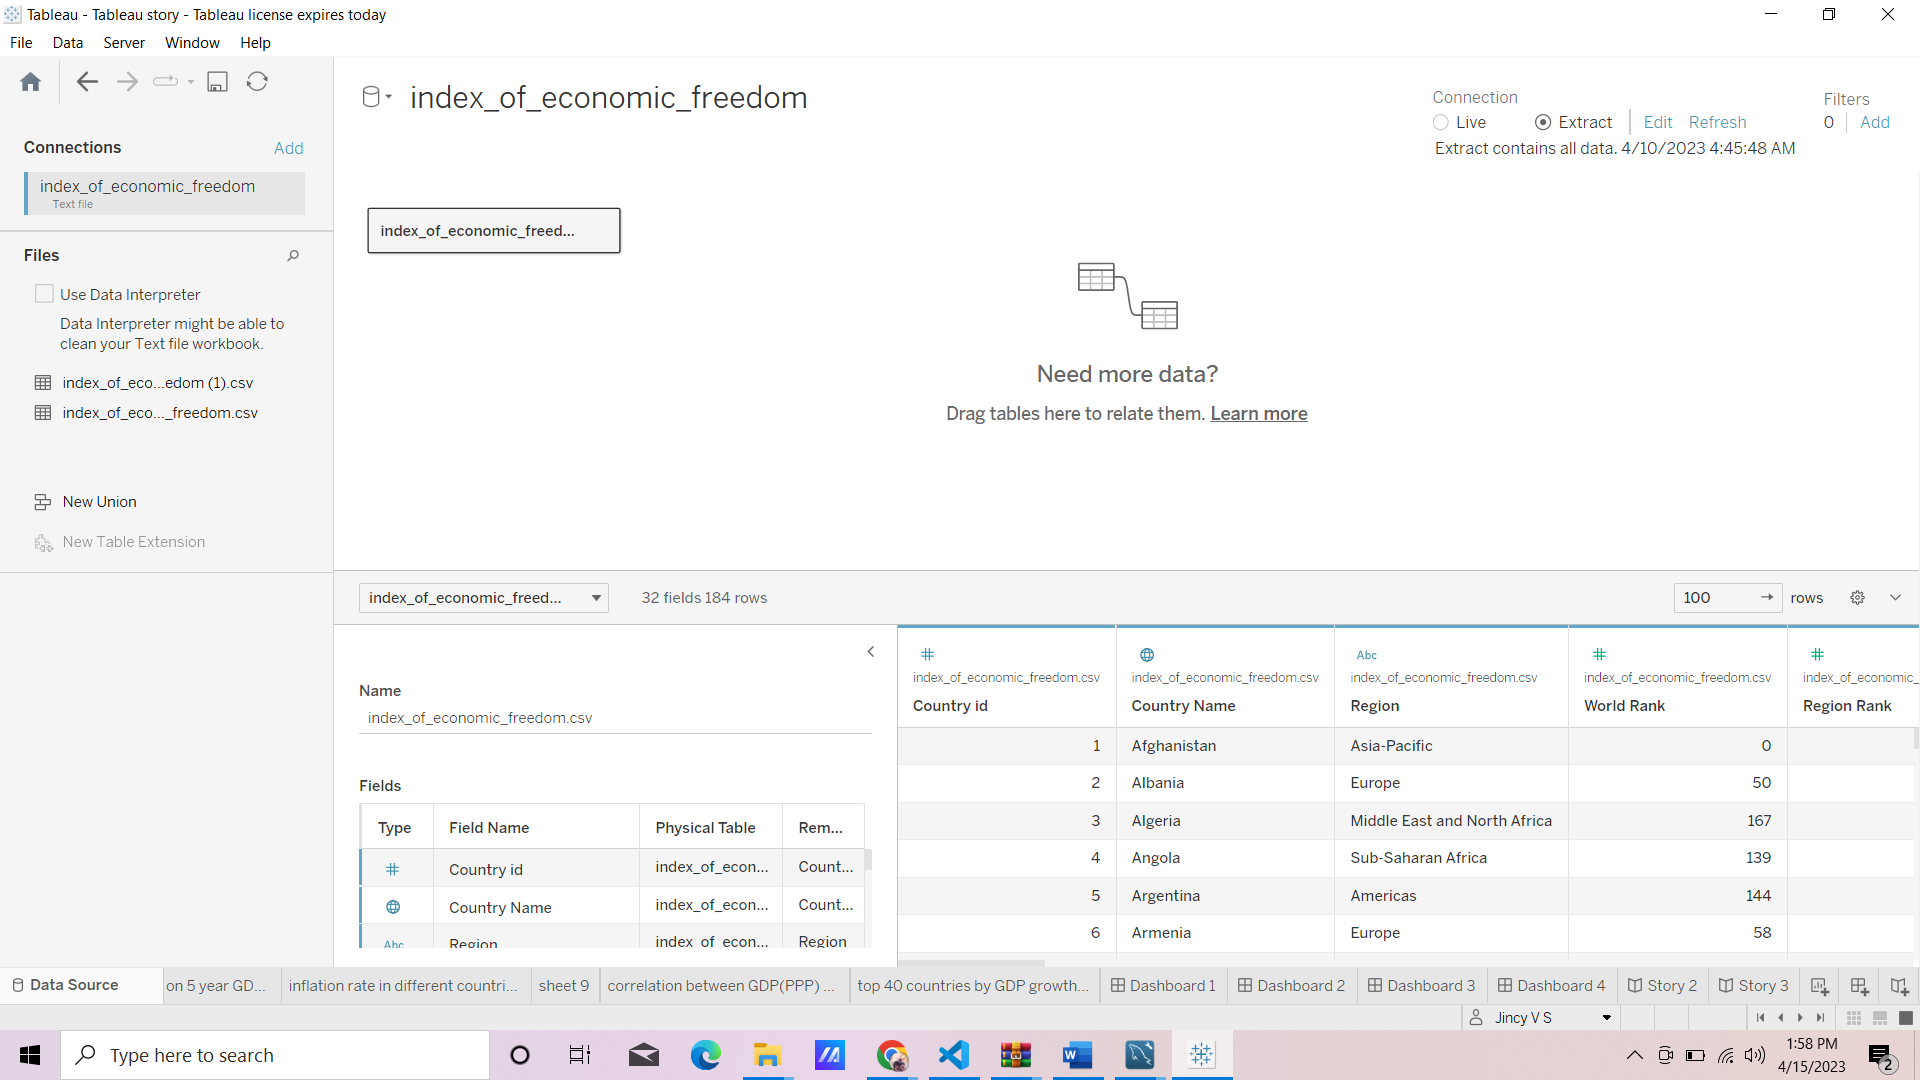 Tableau - Tableau story - Tableau license expires today
File Data Server Window Help
index_of_economic_freedom
Connection
Live Extract Edit Refresh
Extract contains all data. 4/10/2023 4:45:48 AM
Filters
0 Add
Connections Add
index_of_economic_freedom
Text file
Files
Use Data Interpreter
Data Interpreter might be able to
clean your Text file workbook.
index_of_eco...edom (1).csv
index_of_eco..._freedom.csv
New Union
New Table Extension
index_of_economic_freed...
Need more data?
Drag tables here to relate them. Learn more
index_of_economic_freed... 32 fields 184 rows 100 rows
Name
index_of_economic_freedom.csv
Fields
Type Field Name Physical Table Rem...
Country id index_of_econ... Count...
Country Name index_of_econ... Count...
Abc Region index_of_econ... Region
Abc
index_of_economic_freedom.csv index_of_economic_freedom.csv index_of_economic_freedom.csv index_of_economic_freedom.csv index_of_economic_
Country id Country Name Region World Rank Region Rank
1 Afghanistan Asia-Pacific 0
2 Albania Europe 50
3 Algeria Middle East and North Africa 167
4 Angola Sub-Saharan Africa 139
5 Argentina Americas 144
6 Armenia Europe 58
Data Source on 5 year GD... inflation rate in different countri... sheet 9 correlation between GDP(PPP) ... top 40 countries by GDP growth... Dashboard 1 Dashboard 2 Dashboard 3 Dashboard 4 Story 2 Story 3
Jincy V S
Type here to search
1:58 PM
4/15/2023
2